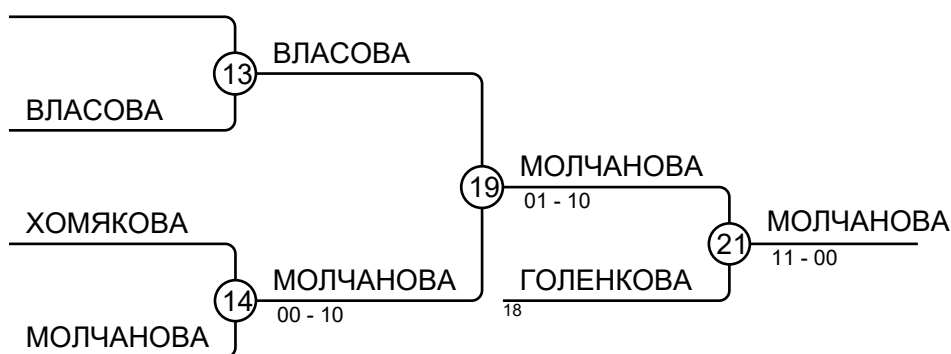 13
ВЛАСОВА
ВЛАСОВА
19
МОЛЧАНОВА
01 - 10
ХОМЯКОВА
21
МОЛЧАНОВА
11 - 00
14
МОЛЧАНОВА
00 - 10
ГОЛЕНКОВА
18
МОЛЧАНОВА